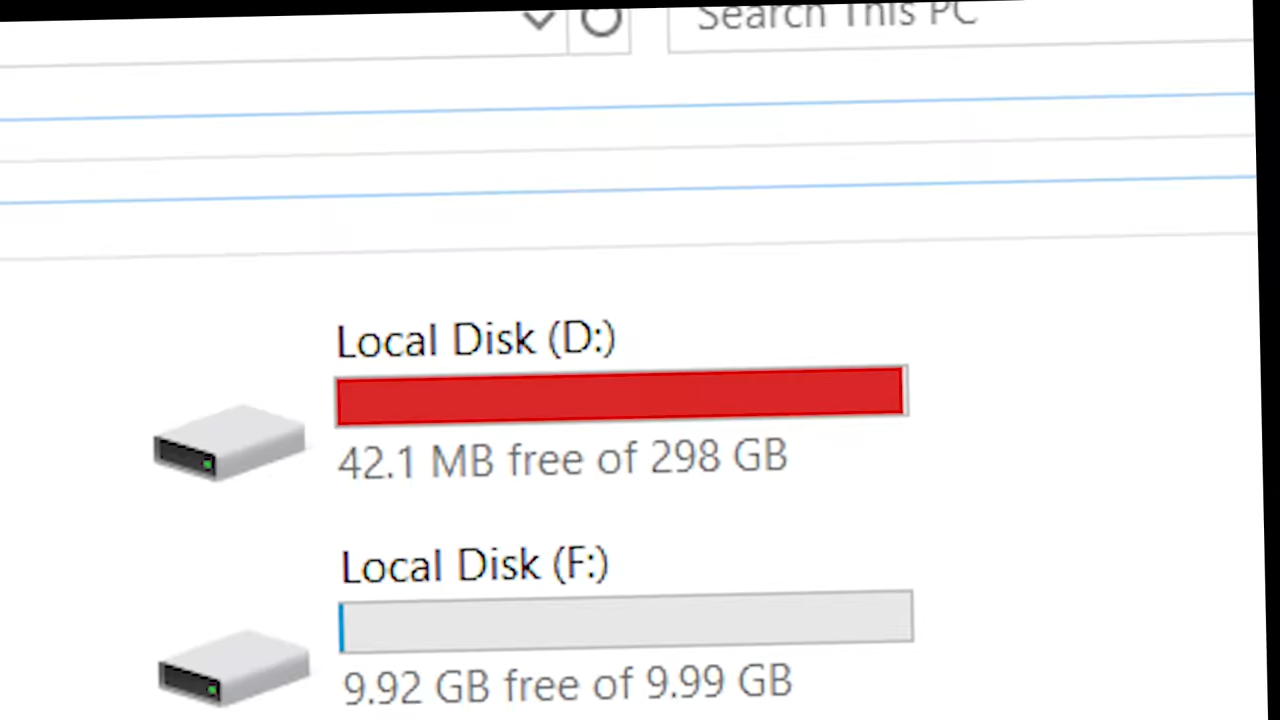 Search This PC
Local Disk (D:)
42.1 MB free of 298 GB
Local Disk (F:)
9.92 GB free of 9.99 GB